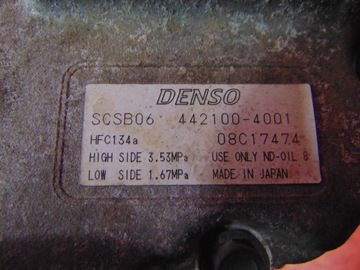 DENSO
SCSB06 442100-4001
HFC134a 08C17474
HIGH SIDE 3.53MPa USE ONLY ND-OIL 8
LOW SIDE 1.67MPa MADE IN JAPAN